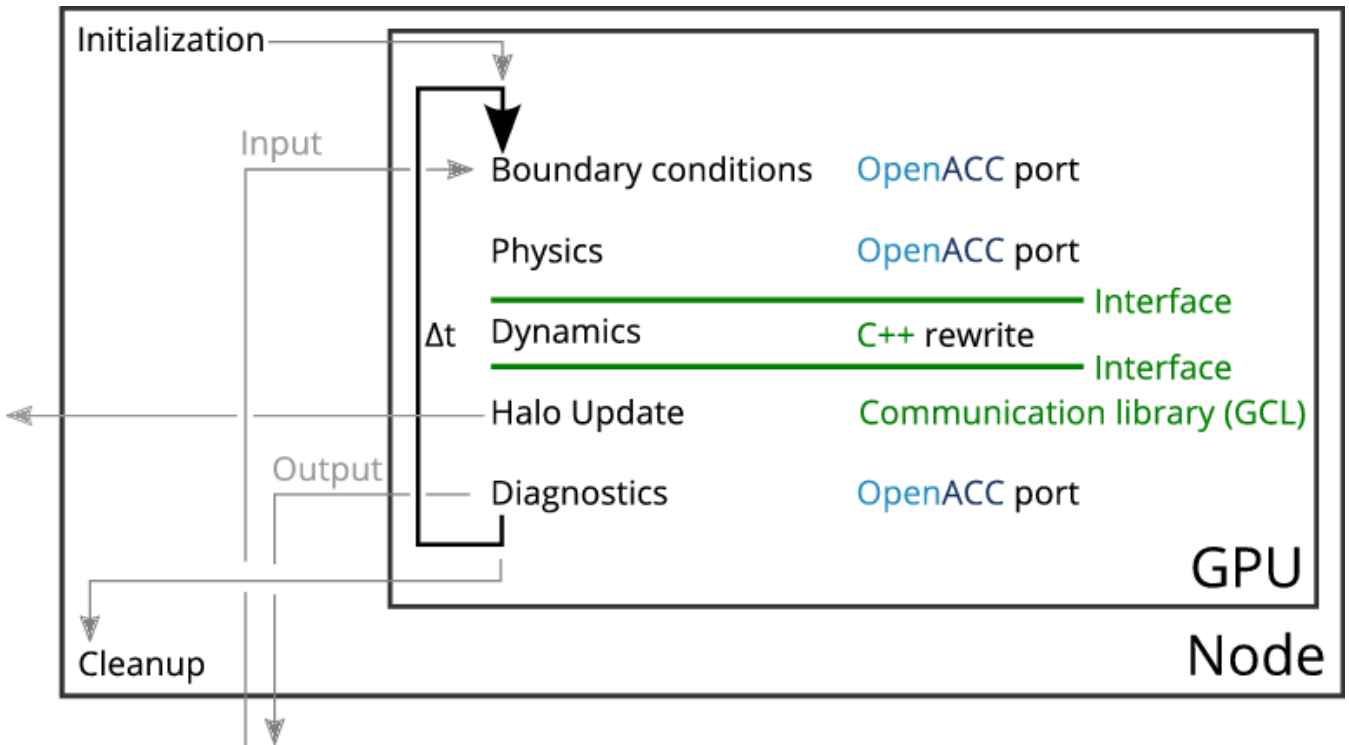 Initialization
Input
Boundary conditions OpenACC port
Physics OpenACC port
Interface
Δt Dynamics C++ rewrite
Interface
Halo Update Communication library (GCL)
Output
Diagnostics OpenACC port
GPU
Node
Cleanup